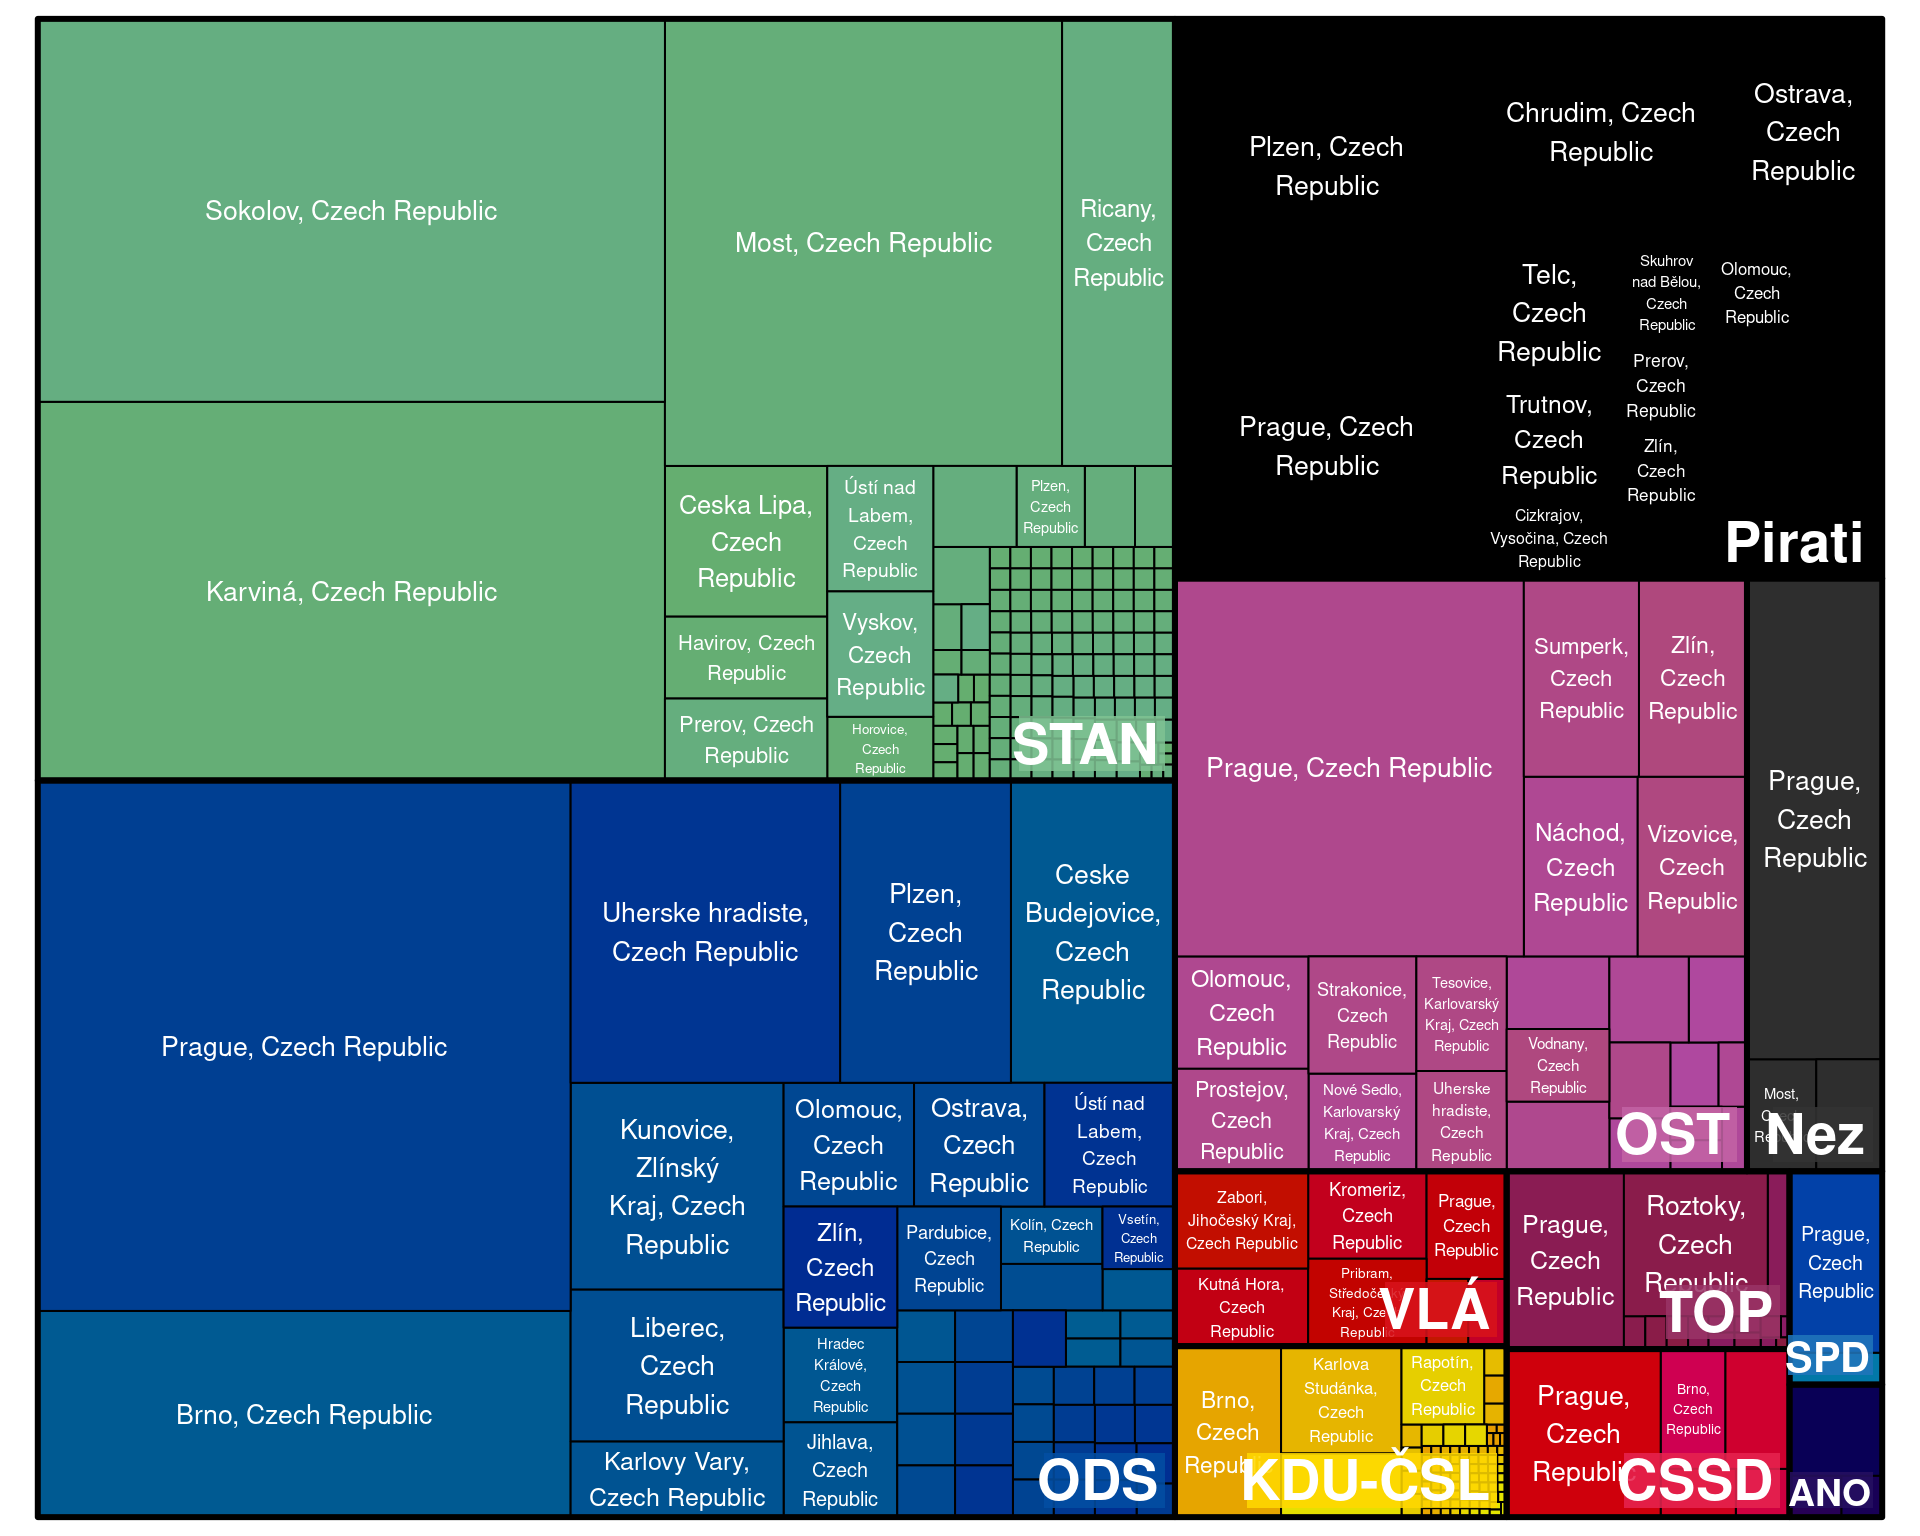 Sokolov, Czech Republic
Karviná, Czech Republic
Most, Czech Republic
Ricany,
Czech
Republic
Ceska Lipa,
Czech
Republic
Havirov, Czech
Republic
Prerov, Czech
Republic
Ústí nad
Labem,
Czech
Republic
Vyskov,
Czech
Republic
Horovice,
Czech
Republic
Plzen,
Czech
Republic
STAN
Plzen, Czech
Republic
Prague, Czech
Republic
Chrudim, Czech
Republic
Ostrava,
Czech
Republic
Telc,
Czech
Republic
Trutnov,
Czech
Republic
Cizkrajov,
Vysočina, Czech
Republic
Skuhrov
nad Bělou,
Czech
Republic
Prerov,
Czech
Republic
Zlín,
Czech
Republic
Olomouc,
Czech
Republic
Pirati
Prague, Czech Republic
Brno, Czech Republic
Uherske hradiste,
Czech Republic
Plzen,
Czech
Republic
Ceske
Budejovice,
Czech
Republic
Kunovice,
Zlínský
Kraj, Czech
Republic
Liberec,
Czech
Republic
Karlovy Vary,
Czech Republic
Olomouc,
Czech
Republic
Ostrava,
Czech
Republic
Ústí nad
Labem,
Czech
Republic
Zlín,
Czech
Republic
Hradec
Králové,
Czech
Republic
Jihlava,
Czech
Republic
Pardubice,
Czech
Republic
Kolín, Czech
Republic
Vsetín,
Czech
Republic
ODS
Prague, Czech Republic
Sumperk,
Czech
Republic
Zlín,
Czech
Republic
Náchod,
Czech
Republic
Vizovice,
Czech
Republic
Olomouc,
Czech
Republic
Prostejov,
Czech
Republic
Strakonice,
Czech
Republic
Nové Sedlo,
Karlovarský
Kraj, Czech
Republic
Tesovice,
Karlovarský
Kraj, Czech
Republic
Uherske
hradiste,
Czech
Republic
Vodnany,
Czech
Republic
OST
Prague,
Czech
Republic
Most,
Czech
Nez
Zabori,
Jihočeský Kraj,
Czech Republic
Kutná Hora,
Czech
Republic
Kromeriz,
Czech
Republic
Pribram,
Středočeský
Kraj, Czech
Republic
Prague,
Czech
Republic
VLÁ
Prague,
Czech
Republic
Roztoky,
Czech
Republic
TOP
Prague,
Czech
Republic
SPD
Brno,
Czech
Republic
Karlova
Studánka,
Czech
Republic
Rapotín,
Czech
Republic
KDU-ČSL
Prague,
Czech
Republic
Brno,
Czech
Republic
CSSD
ANO